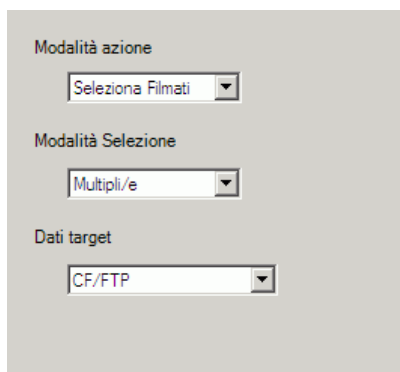 Modalità azione
Seleziona Filmati
Modalità Selezione
Multipli/e
Dati target
CF/FTP